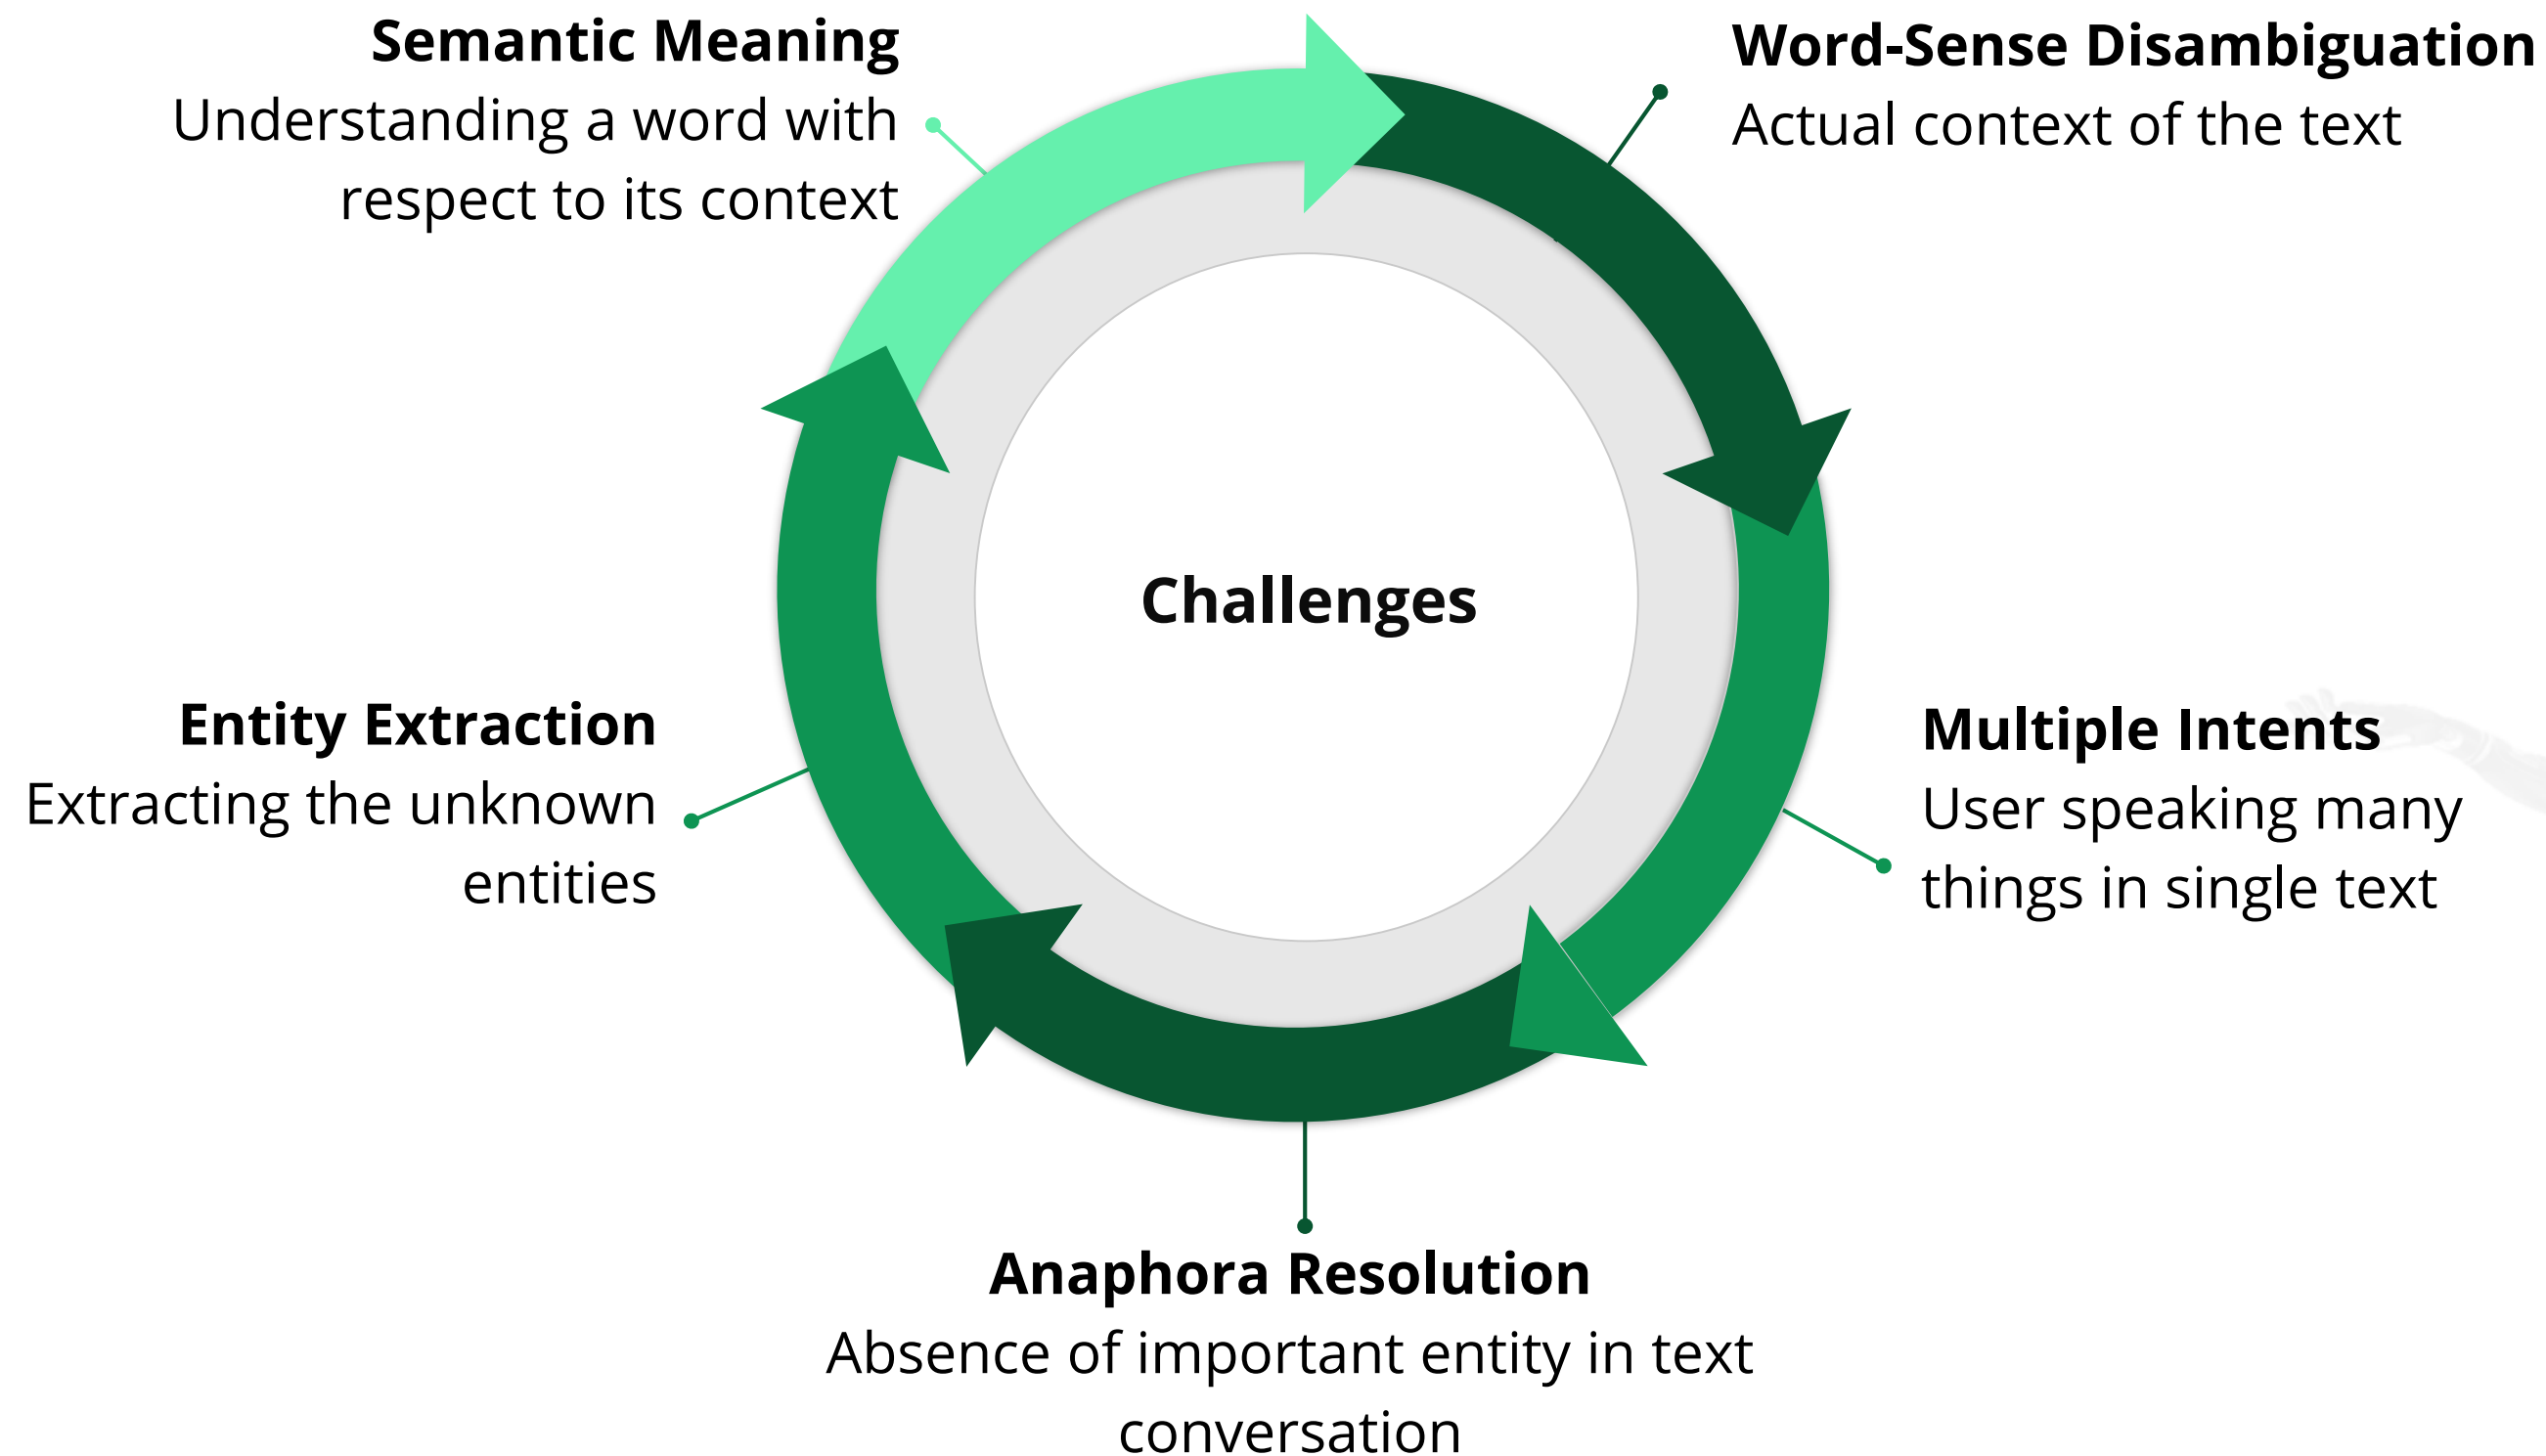 Semantic Meaning
Understanding a word with
respect to its context
Word-Sense Disambiguation
Actual context of the text
Challenges
Entity Extraction
Extracting the unknown
entities
Multiple Intents
User speaking many
things in single text
Anaphora Resolution
Absence of important entity in text
conversation